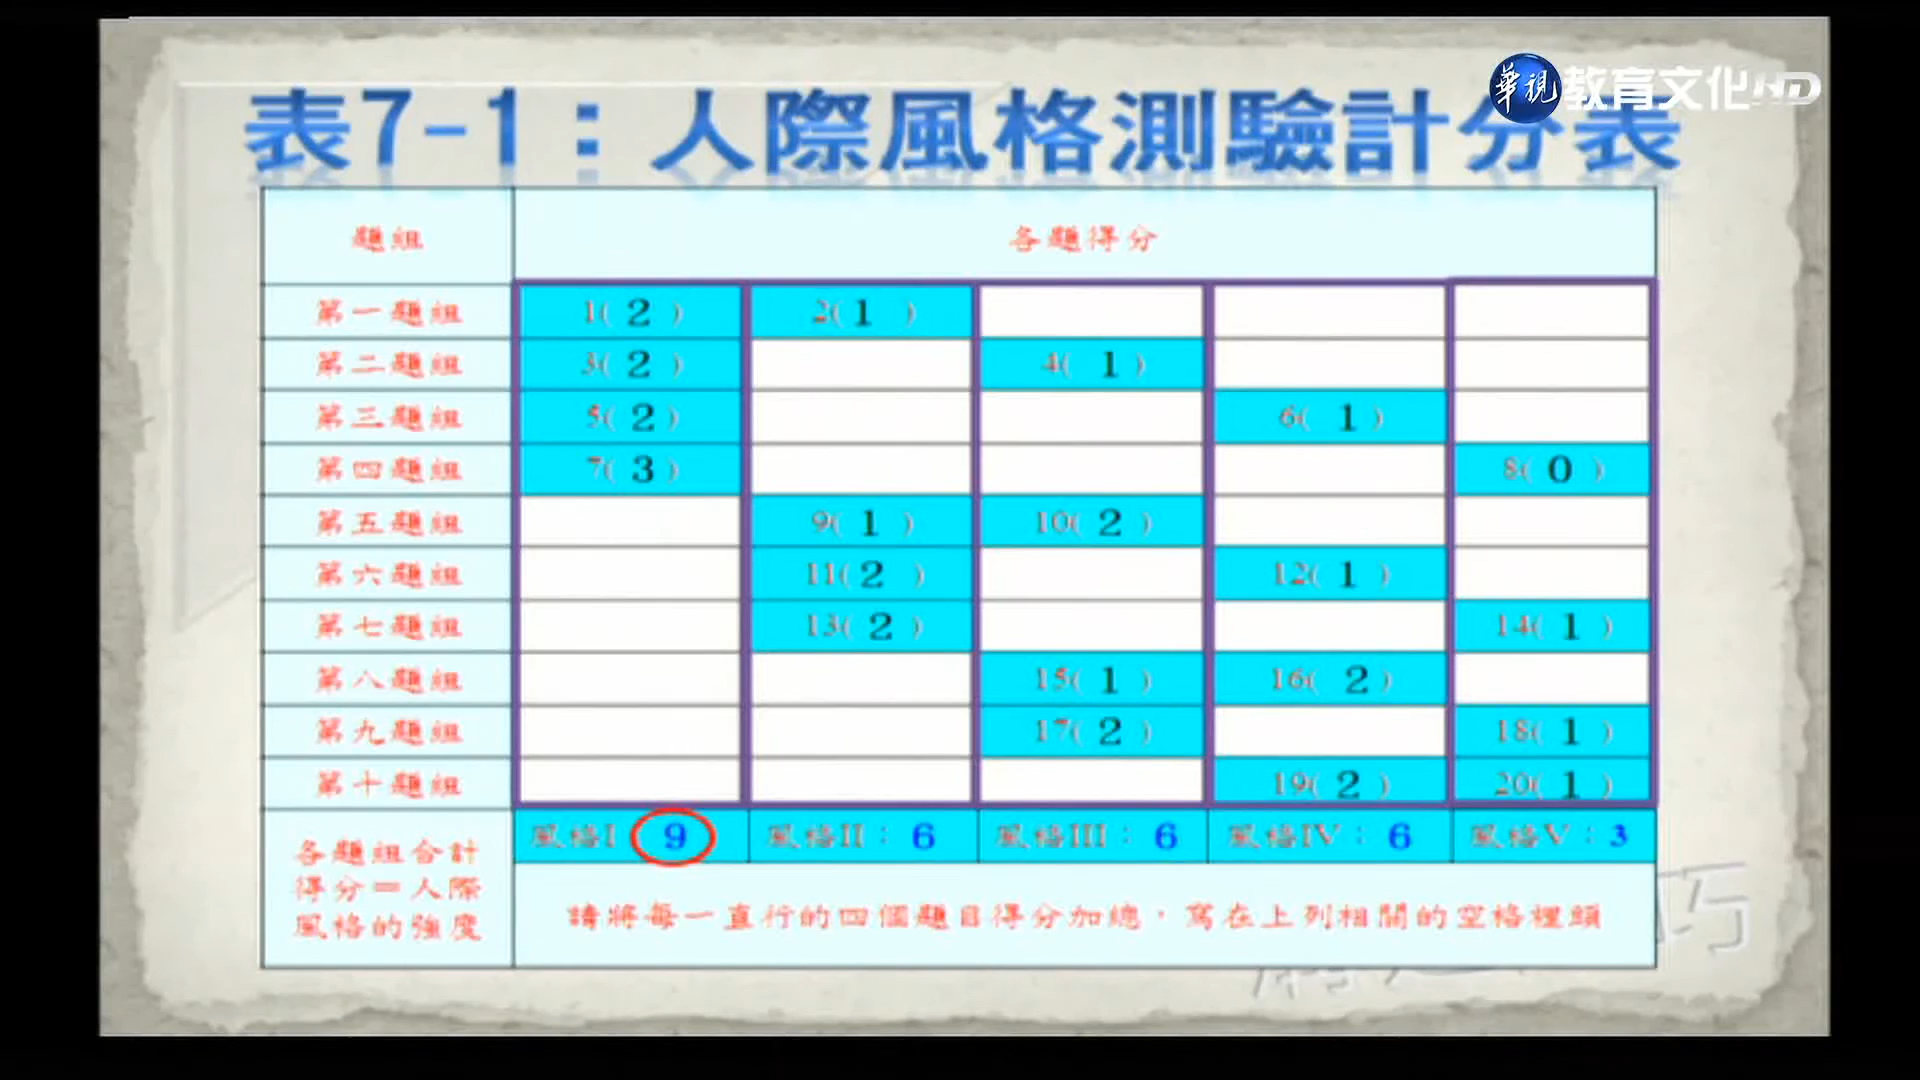 華視 教育文化HD
表7-1：人際風格測驗計分表
題組 各題得分
第一題組 1( 2 ) 2( 1 )
第二題組 3( 2 ) 4( 1 )
第三題組 5( 2 ) 6( 1 )
第四題組 7( 3 ) 8( 0 )
第五題組 9( 1 ) 10( 2 )
第六題組 11( 2 ) 12( 1 )
第七題組 13( 2 ) 14( 1 )
第八題組 15( 1 ) 16( 2 )
第九題組 17( 2 ) 18( 1 )
第十題組 19( 2 ) 20( 1 )
各題組合計
得分＝人際
風格的強度
風格I 9 風格II：6 風格III：6 風格IV：6 風格V：3
請將每一直行的四個題目得分加總，寫在上列相關的空格裡頭
巧